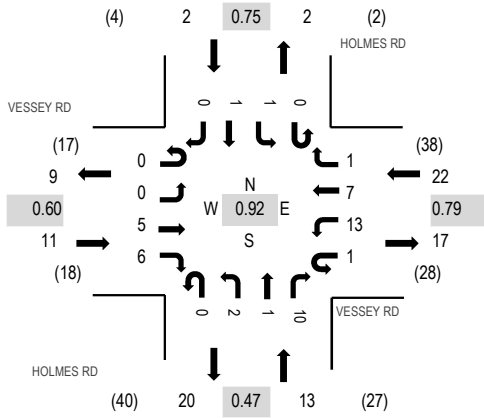 (4) 2 0.75 2 (2)
HOLMES RD
VESSEY RD
0 1 1 0
(17) 0 1 (38)
9 22
0 7
0.60 W N 0.92 E S 0.79
5 13
11 17
6 1
(18) (28)
0 2 1 10
VESSEY RD
HOLMES RD
(40) 20 0.47 13 (27)